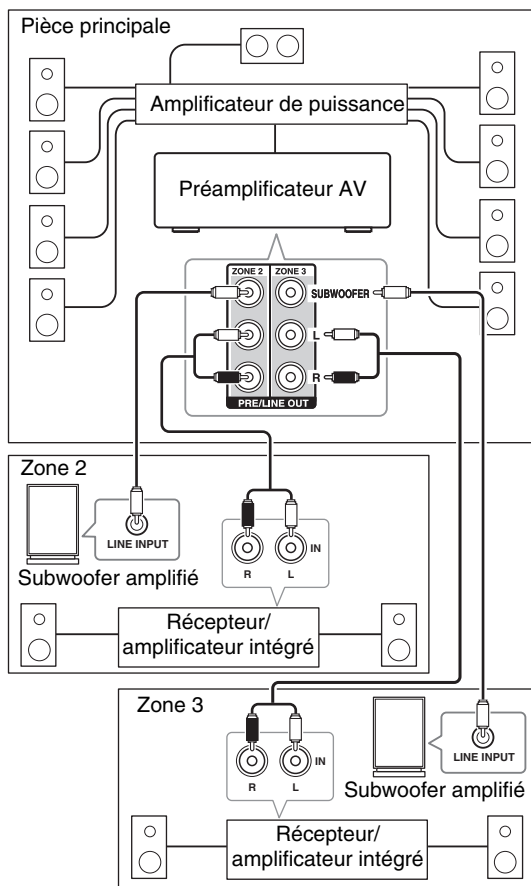 Pièce principale
Amplificateur de puissance
Préamplificateur AV
ZONE 2
ZONE 3
SUBWOOFER
L
R
PRE/LINE OUT
Zone 2
LINE INPUT
Subwoofer amplifié
IN
R
L
Récepteur/
amplificateur intégré
Zone 3
IN
R
L
LINE INPUT
Subwoofer amplifié
Récepteur/
amplificateur intégré